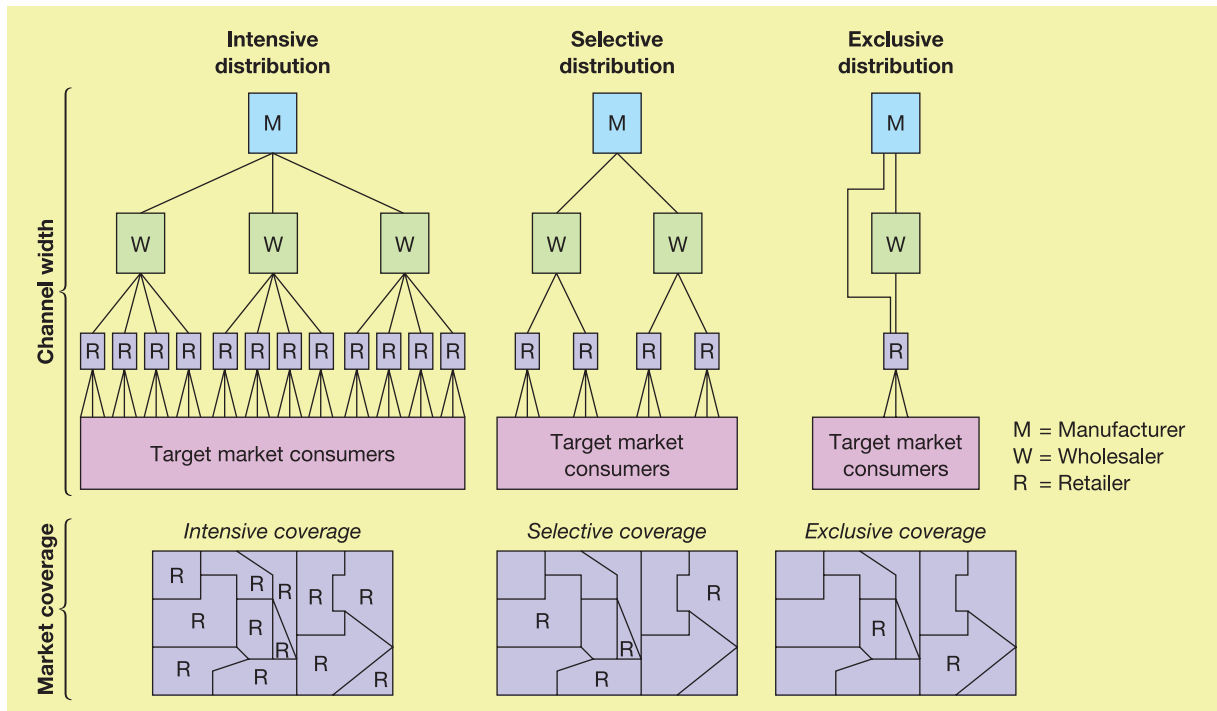 Intensive
distribution
Selective
distribution
Exclusive
distribution
Channel width
M
M
M
W W W
W W
W
R R R R R R R R R R R R
R R R R
R
Target market consumers
Target market
consumers
Target market
consumers
M = Manufacturer
W = Wholesaler
R = Retailer
Market coverage
Intensive coverage
R
R
R
R
R
R
R
R
R
R
R
R
Selective coverage
R
R
R
R
Exclusive coverage
R
R